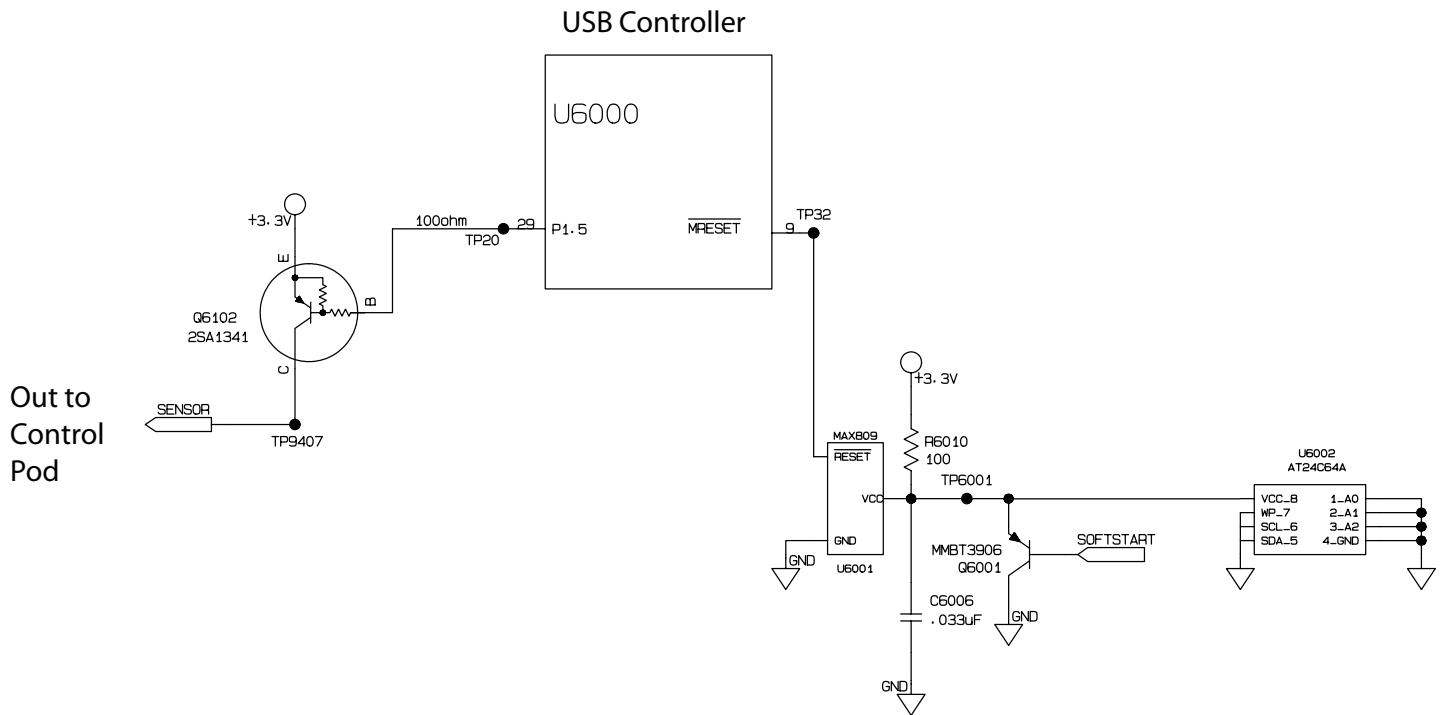 USB Controller
U6000
TP32
+3.3V
100ohm
TP20
29
P1.5
MRESET
9
E
B
Q6102
2SA1341
C
Out to
Control
Pod
SENSOR
TP9407
+3.3V
MAX809
RESET
R6010
100
TP6001
VCC
GND
GND
U6001
MMBT3906
Q6001
SOFTSTART
GND
C6006
.033uF
GND
U6002
AT24C64A
VCC_8 1_A0
WP_7 2_A1
SCL_6 3_A2
SDA_5 4_GND